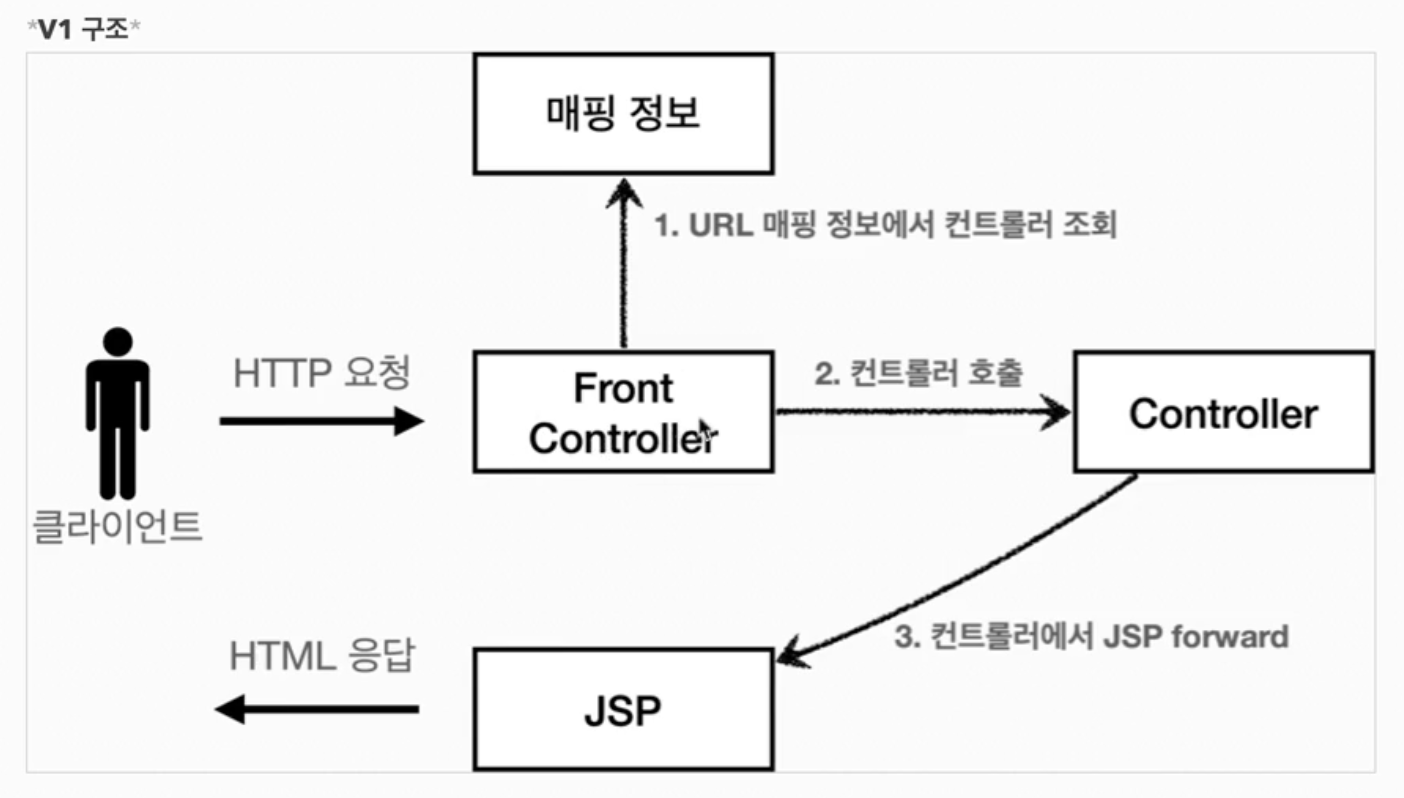 *V1 구조*
매핑 정보
1. URL 매핑 정보에서 컨트롤러 조회
HTTP 요청
Front
Controller
2. 컨트롤러 호출
Controller
클라이언트
3. 컨트롤러에서 JSP forward
HTML 응답
JSP